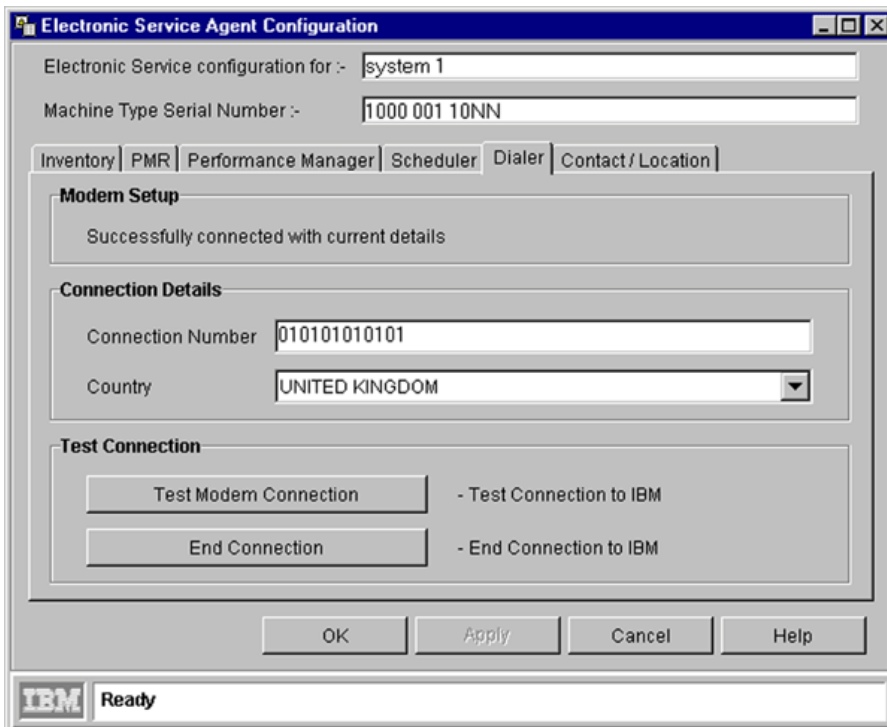 Electronic Service Agent Configuration
Electronic Service configuration for :- system 1
Machine Type Serial Number :- 1000 001 10NN
Inventory PMR Performance Manager Scheduler Dialer Contact / Location
Modem Setup
Successfully connected with current details
Connection Details
Connection Number 010101010101
Country UNITED KINGDOM
Test Connection
Test Modem Connection - Test Connection to IBM
End Connection - End Connection to IBM
OK Apply Cancel Help
IBM Ready